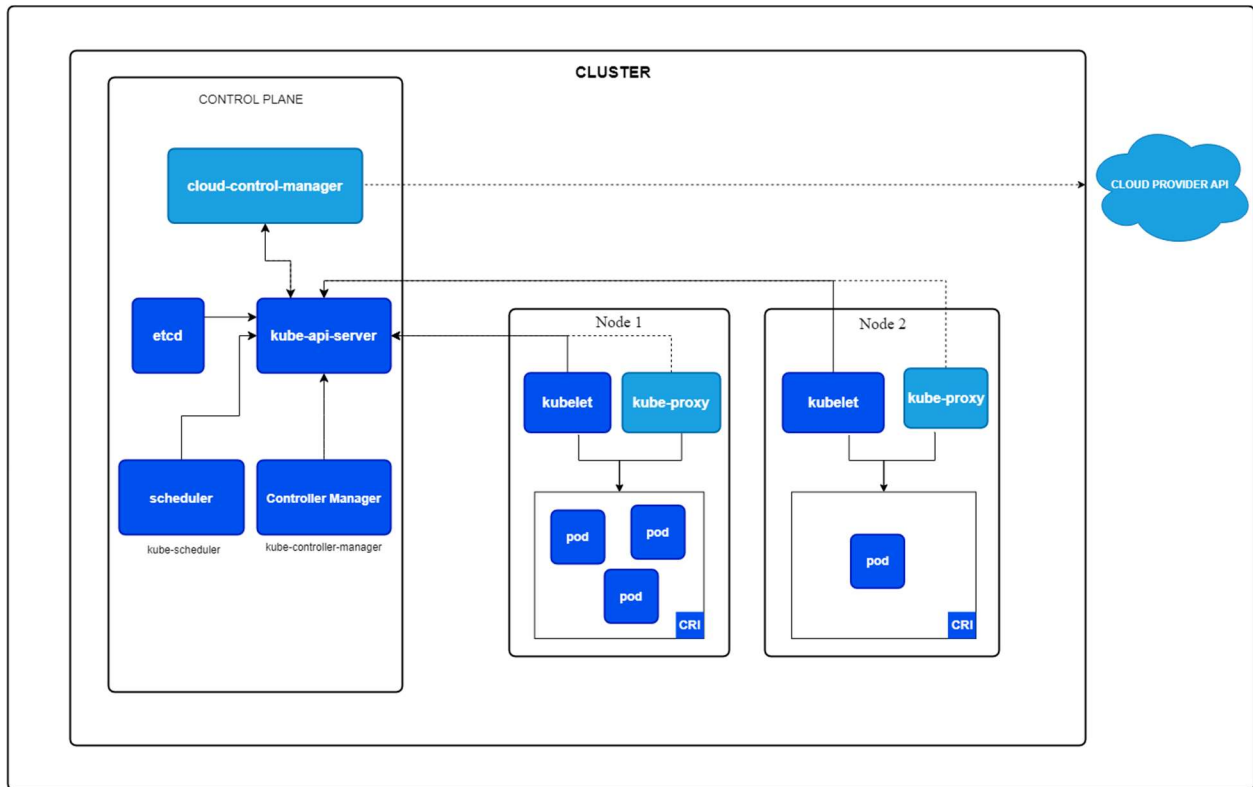 CLUSTER
CONTROL PLANE
cloud-control-manager
CLOUD PROVIDER API
etcd
kube-api-server
scheduler
kube-scheduler
Controller Manager
kube-controller-manager
Node 1
kubelet
kube-proxy
pod
pod
pod
CRI
Node 2
kubelet
kube-proxy
pod
CRI